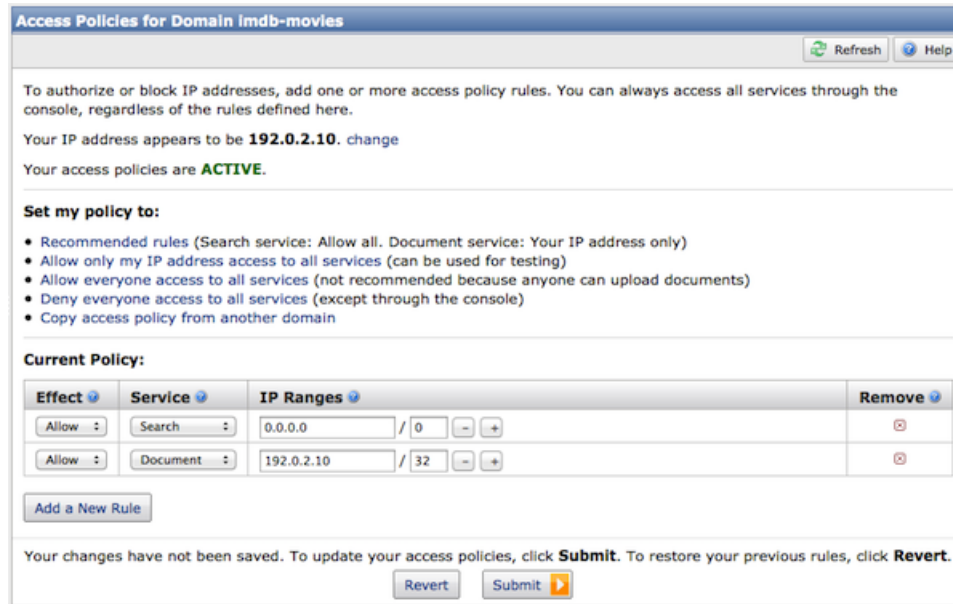 Access Policies for Domain imdb-movies
Refresh Help
To authorize or block IP addresses, add one or more access policy rules. You can always access all services through the
console, regardless of the rules defined here.
Your IP address appears to be 192.0.2.10. change
Your access policies are ACTIVE.
Set my policy to:
• Recommended rules (Search service: Allow all. Document service: Your IP address only)
• Allow only my IP address access to all services (can be used for testing)
• Allow everyone access to all services (not recommended because anyone can upload documents)
• Deny everyone access to all services (except through the console)
• Copy access policy from another domain
Current Policy:
Effect Service IP Ranges Remove
Allow Search 0.0.0.0 / 0 - +
Allow Document 192.0.2.10 / 32 - +
Add a New Rule
Your changes have not been saved. To update your access policies, click Submit. To restore your previous rules, click Revert.
Revert Submit